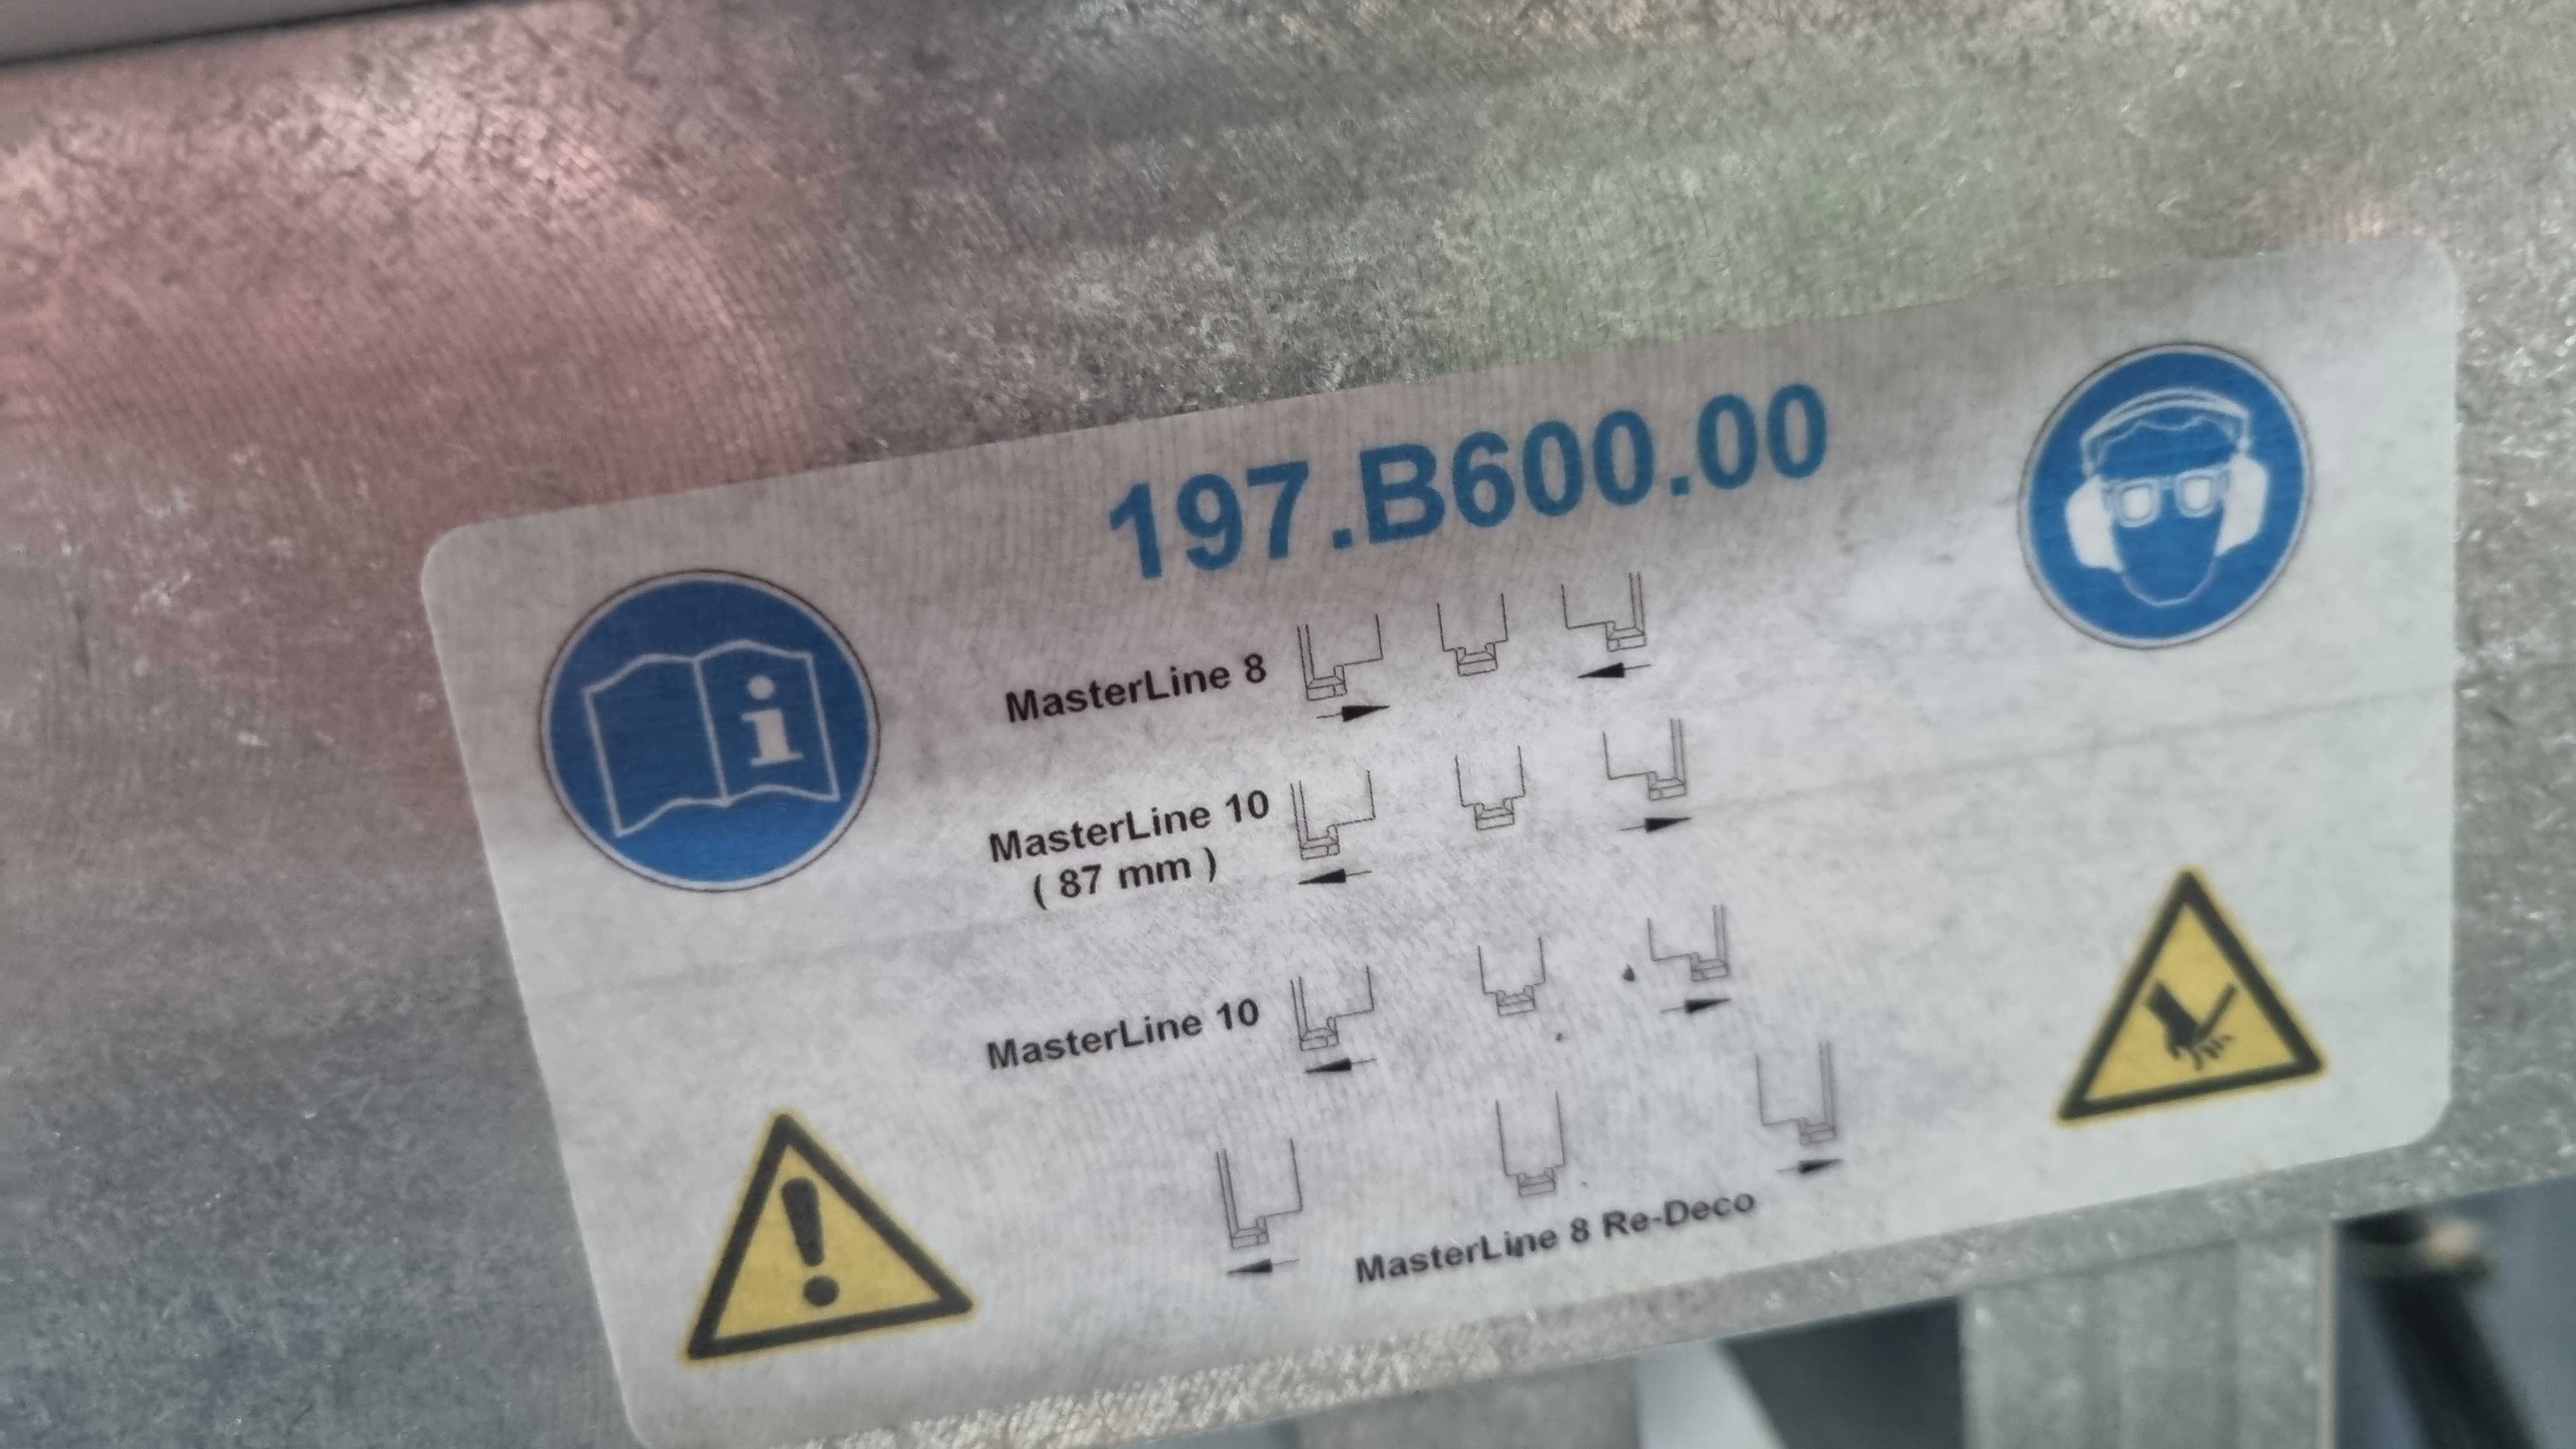 197.B600.00
MasterLine 8
MasterLine 10
( 87 mm )
MasterLine 10
MasterLine 8 Re-Deco